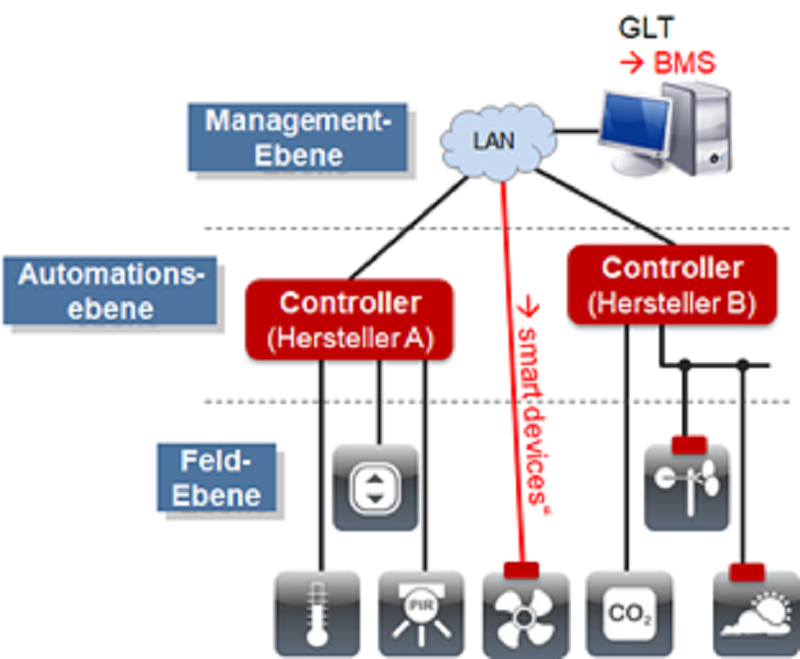 GLT
→ BMS
Management-
Ebene
LAN
Automations-
ebene
Controller
(Hersteller A)
Controller
(Hersteller B)
→ smart devices“
Feld-
Ebene
PIR
CO₂